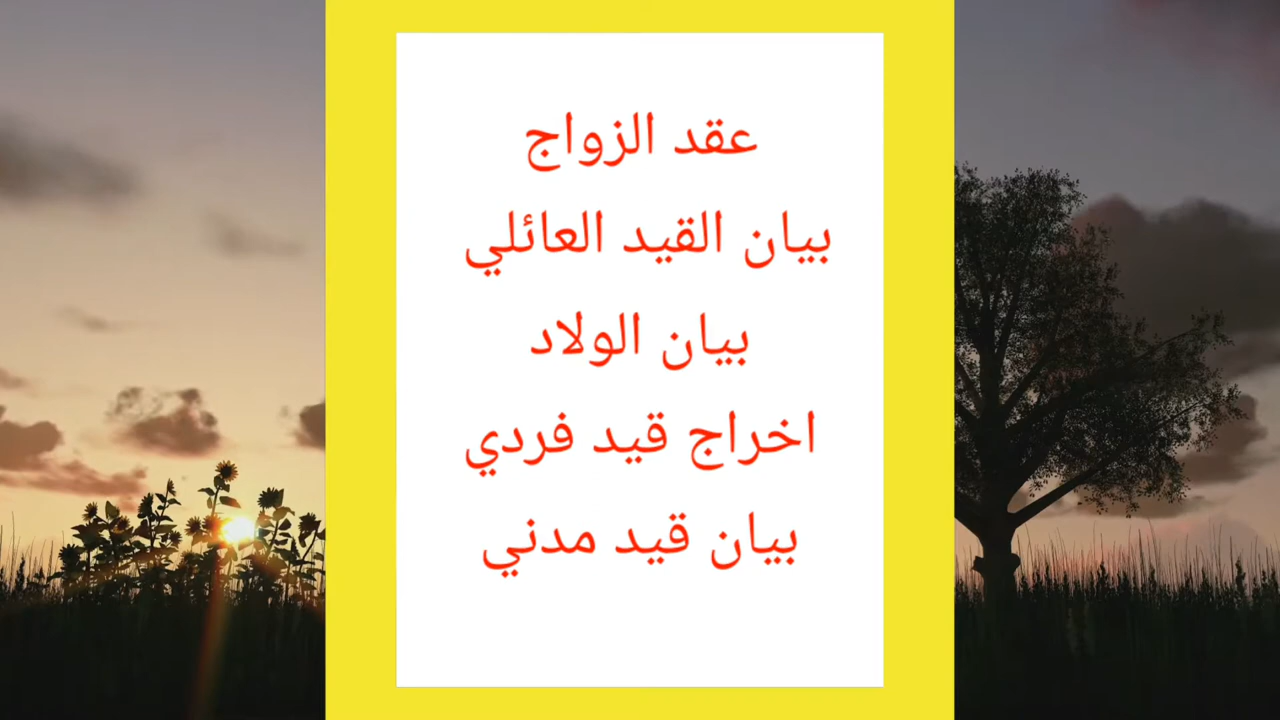 عقد الزواج
بيان القيد العائلي
بيان الولاد
اخراج قيد فردي
بيان قيد مدني